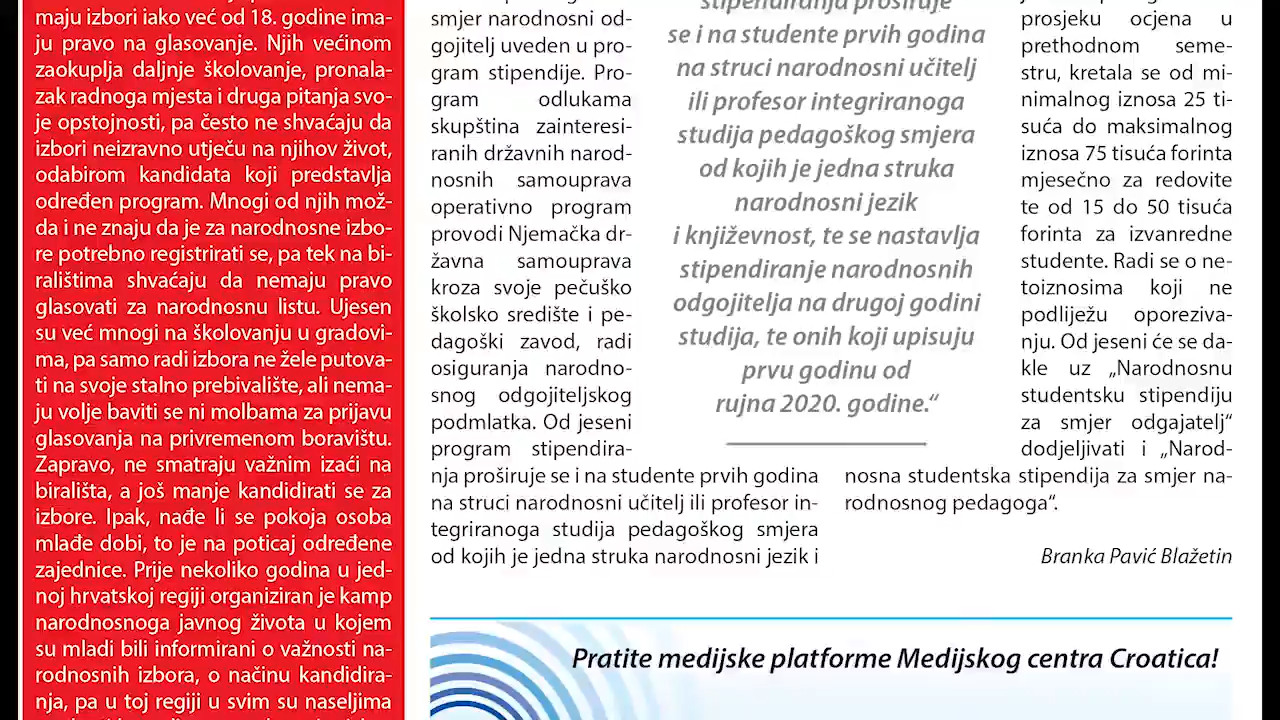 maju izbori iako već od 18. godine ima-
ju pravo na glasovanje. Njih većinom
zaokuplja daljnje školovanje, pronala-
zak radnoga mjesta i druga pitanja svo-
je opstojnosti, pa često ne shvaćaju da
izbori neizravno utječu na njihov život,
odabirom kandidata koji predstavlja
određen program. Mnogi od njih mož-
da i ne znaju da je za narodnosne izbo-
re potrebno registrirati se, pa tek na bi-
ralištima shvaćaju da nemaju pravo
glasovati za narodnosnu listu. Ujesen
su već mnogi na školovanju u gradovi-
ma, pa samo radi izbora ne žele putova-
ti na svoje stalno prebivalište, ali nema-
ju volje baviti se ni molbama za prijavu
glasovanja na privremenom boravištu.
Zapravo, ne smatraju važnim izaći na
birališta, a još manje kandidirati se za
izbore. Ipak, nađe li se pokoja osoba
mlađe dobi, to je na poticaj određene
zajednice. Prije nekoliko godina u jed-
noj hrvatskoj regiji organiziran je kamp
narodnosnoga javnog života u kojem
su mladi bili informirani o važnosti na-
rodnosnih izbora, o načinu kandidira-
nja, pa u toj regiji u svim su naseljima
smjer narodnosni od-
gojitelj uveden u pro-
gram stipendije. Pro-
gram odlukama
skupština zainteresi-
ranih državnih narod-
nosnih samouprava
operativno program
provodi Njemačka dr-
žavna samouprava
kroza svoje pečuško
školsko središte i pe-
dagoški zavod, radi
osiguranja narodno-
snog odgojiteljskog
podmlatka. Od jeseni
program stipendira-
nja proširuje se i na studente prvih godina
na struci narodnosni učitelj ili profesor in-
tegriranoga studija pedagoškog smjera
od kojih je jedna struka narodnosni jezik i
stipendiranja proširuje
se i na studente prvih godina
na struci narodnosni učitelj
ili profesor integriranoga
studija pedagoškog smjera
od kojih je jedna struka
narodnosni jezik
i književnost, te se nastavlja
stipendiranje narodnosnih
odgojitelja na drugoj godini
studija, te onih koji upisuju
prvu godinu od
rujna 2020. godine.“
prosjeku ocjena u
prethodnom seme-
stru, kretala se od mi-
nimalnog iznosa 25 ti-
suća do maksimalnog
iznosa 75 tisuća forinta
mjesečno za redovite
te od 15 do 50 tisuća
forinta za izvanredne
studente. Radi se o ne-
toiznosima koji ne
podliježu oporeziva-
nju. Od jeseni će se da-
kle uz „Narodnosnu
studentsku stipendiju
za smjer odgajatelj“
dodjeljivati i „Narod-
nosna studentska stipendija za smjer na-
rodnosnog pedagoga“.
Branka Pavić Blažetin
Pratite medijske platforme Medijskog centra Croatica!